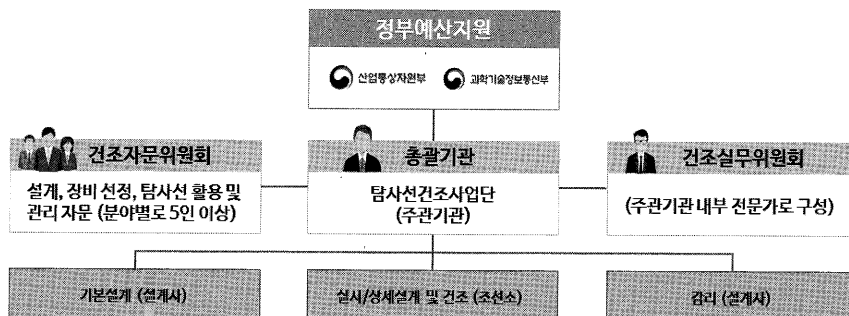 정부예산지원
산업통상자원부 과학기술정보통신부
건조자문위원회
설계, 장비 선정, 탐사선 활용 및
관리 자문 (분야별로 5인 이상)
총괄기관
탐사선건조사업단
(주관기관)
건조실무위원회
(주관기관 내부 전문가로 구성)
기본설계 (설계사)
실시/상세설계 및 건조 (조선소)
감리 (설계사)